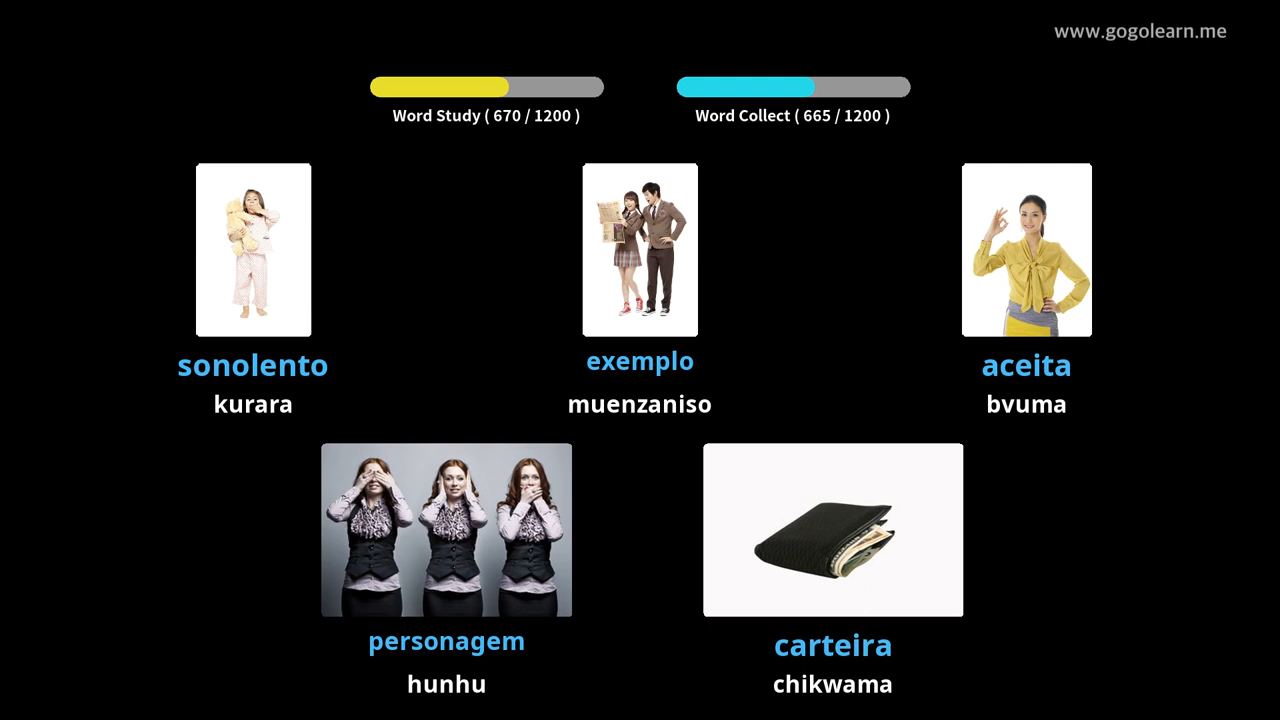 www.gogolearn.me
Word Study ( 670 / 1200 )
Word Collect ( 665 / 1200 )
sonolento
exemplo
aceita
kurara
muenzaniso
bvuma
personagem
carteira
hunhu
chikwama